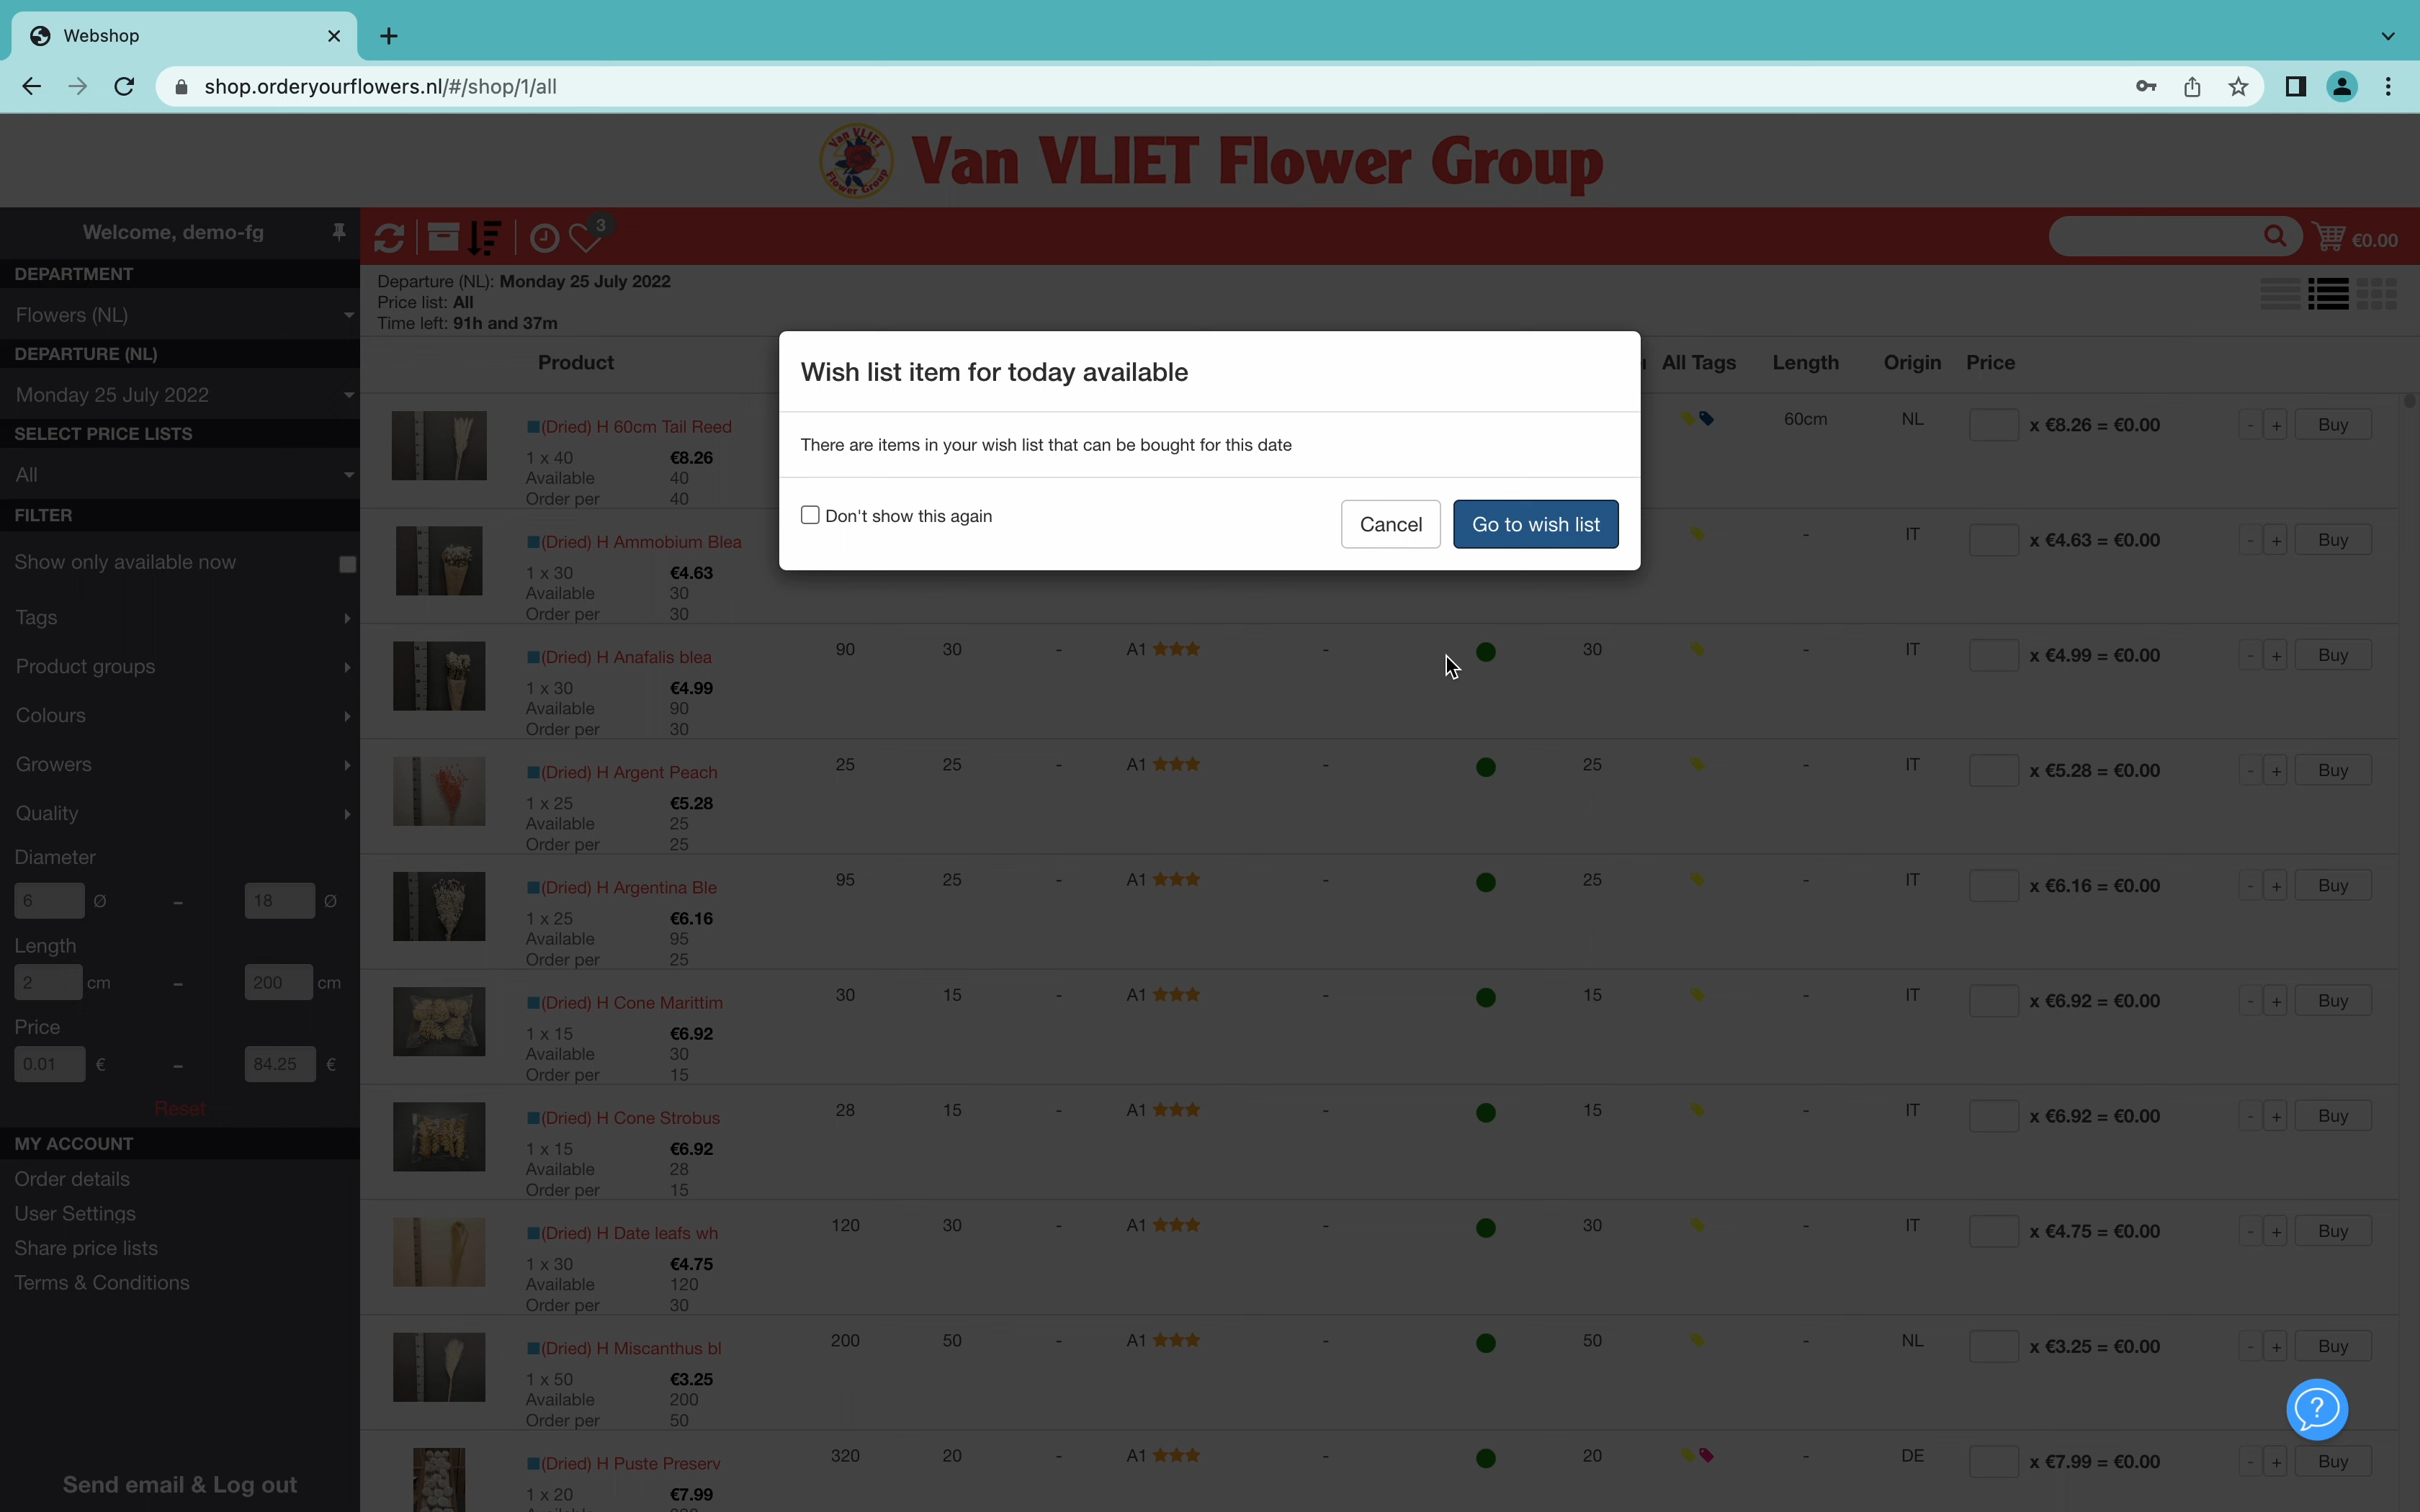 Webshop
shop.orderyourflowers.nl/#/shop/1/all
Van VLIET Flower Group
Van VLIET
Flower Group
Welcome, demo-fg
3
€0.00
DEPARTMENT
Flowers (NL)
DEPARTURE (NL)
Monday 25 July 2022
SELECT PRICE LISTS
All
FILTER
Show only available now
Tags
Product groups
Colours
Growers
Quality
Diameter
6 Ø - 18 Ø
Length
2 cm - 200 cm
Price
0.01 € - 84.25 €
Reset
MY ACCOUNT
Order details
User Settings
Share price lists
Terms & Conditions
Send email & Log out
Departure (NL): Monday 25 July 2022
Price list: All
Time left: 91h and 37m
Product All Tags Length Origin Price
Wish list item for today available
There are items in your wish list that can be bought for this date
Don't show this again
Cancel
Go to wish list
(Dried) H 60cm Tail Reed 60cm NL x €8.26 = €0.00 - + Buy
1 x 40 €8.26
Available 40
Order per 40
(Dried) H Ammobium Blea - IT x €4.63 = €0.00 - + Buy
1 x 30 €4.63
Available 30
Order per 30
(Dried) H Anafalis blea 90 30 - A1 - 30 - IT x €4.99 = €0.00 - + Buy
1 x 30 €4.99
Available 90
Order per 30
(Dried) H Argent Peach 25 25 - A1 - 25 - IT x €5.28 = €0.00 - + Buy
1 x 25 €5.28
Available 25
Order per 25
(Dried) H Argentina Ble 95 25 - A1 - 25 - IT x €6.16 = €0.00 - + Buy
1 x 25 €6.16
Available 95
Order per 25
(Dried) H Cone Marittim 30 15 - A1 - 15 - IT x €6.92 = €0.00 - + Buy
1 x 15 €6.92
Available 30
Order per 15
(Dried) H Cone Strobus 28 15 - A1 - 15 - IT x €6.92 = €0.00 - + Buy
1 x 15 €6.92
Available 28
Order per 15
(Dried) H Date leafs wh 120 30 - A1 - 30 - IT x €4.75 = €0.00 - + Buy
1 x 30 €4.75
Available 120
Order per 30
(Dried) H Miscanthus bl 200 50 - A1 - 50 - NL x €3.25 = €0.00 - + Buy
1 x 50 €3.25
Available 200
Order per 50
(Dried) H Puste Preserv 320 20 - A1 - 20 - DE x €7.99 = €0.00 - + Buy
1 x 20 €7.99
?